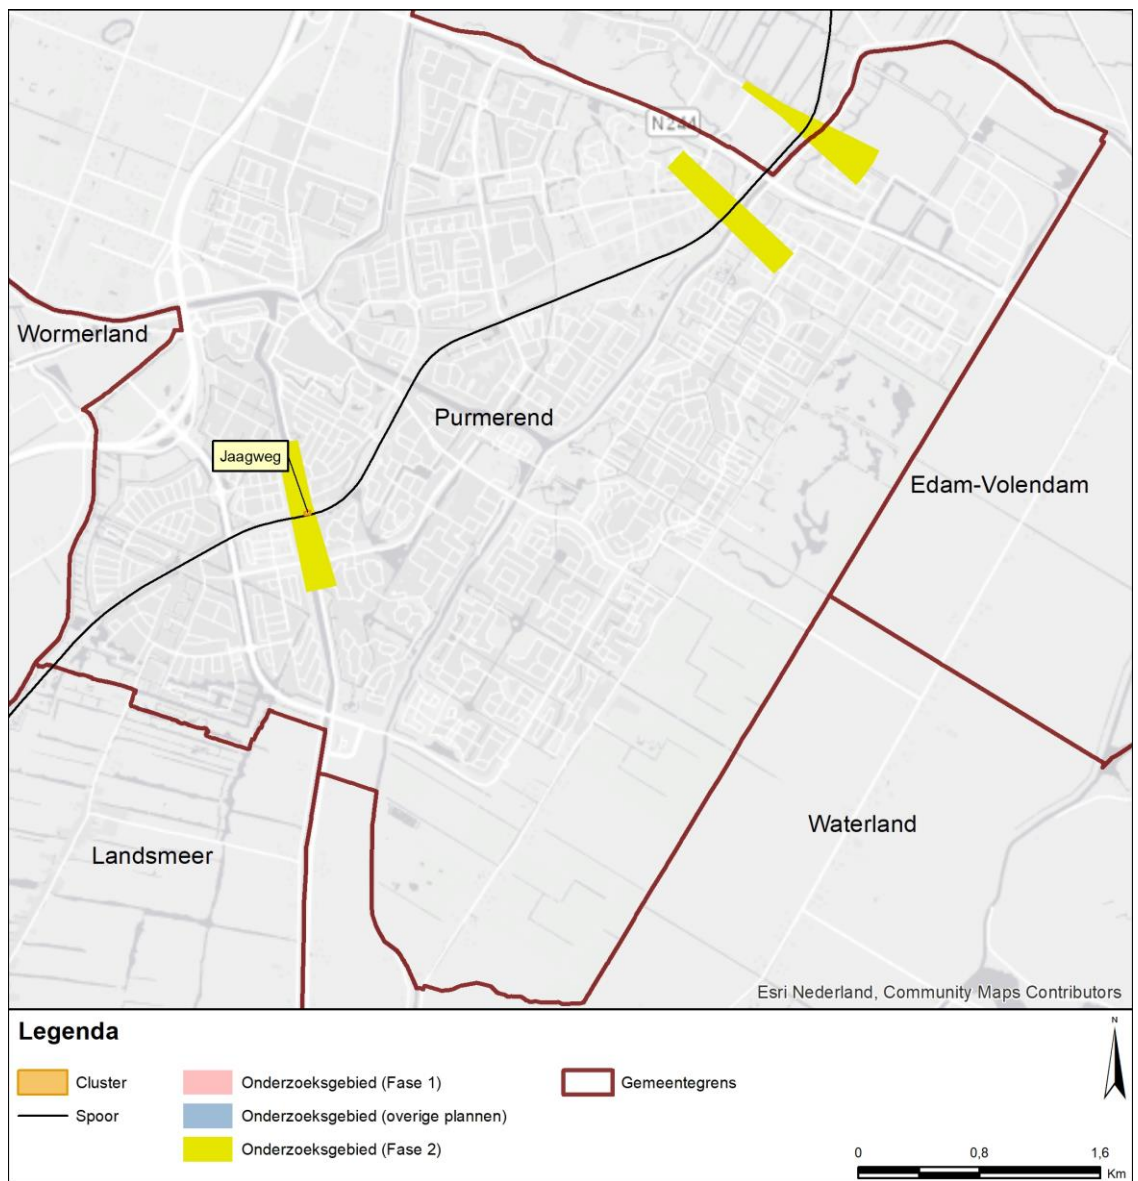 N244
Wormerland
Purmerend
Jaagweg
Edam-Volendam
Waterland
Landsmeer
Esri Nederland, Community Maps Contributors
Legenda
N
Cluster
Onderzoeksgebied (Fase 1)
Gemeentegrens
Spoor
Onderzoeksgebied (overige plannen)
Onderzoeksgebied (Fase 2)
0 0,8 1,6
Km